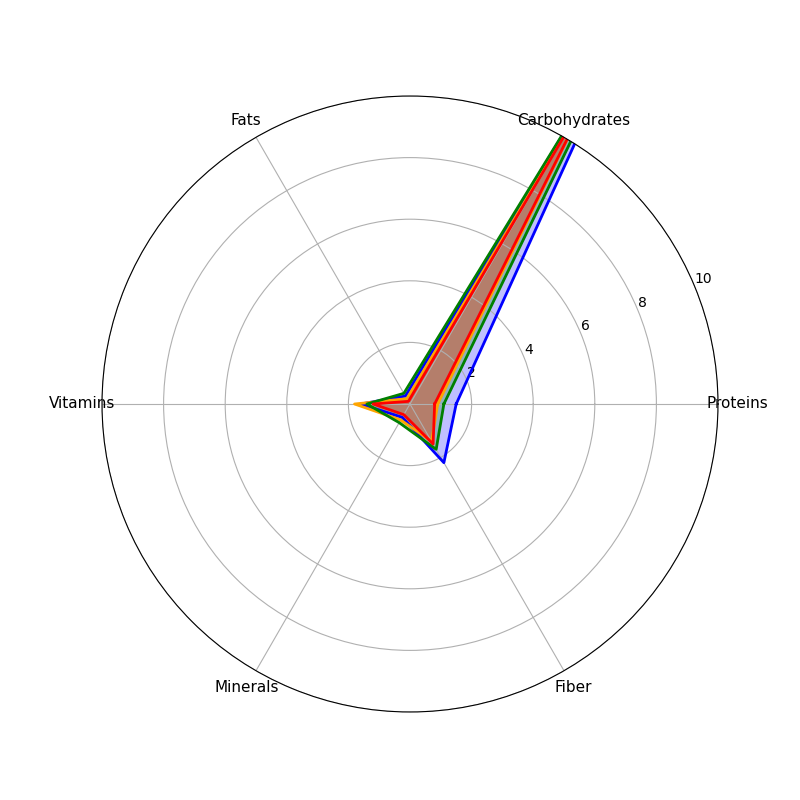 Fats
Carbohydrates
10
8
6
4
2
Vitamins
Proteins
Minerals
Fiber